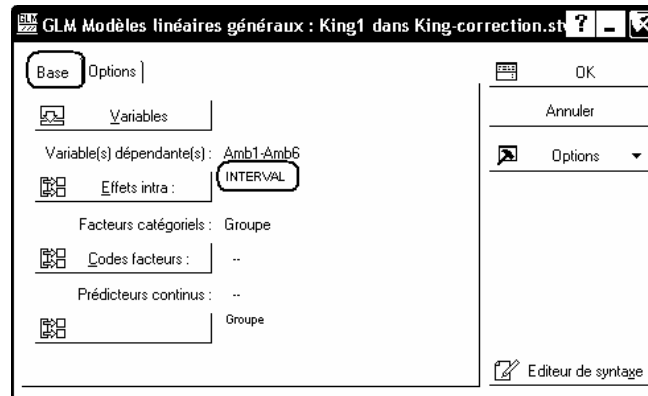 GLM Modèles linéaires généraux : King1 dans King-correction.st
Base Options
OK
Variables
Annuler
Variable(s) dépendante(s) : Amb1-Amb6
Options
Effets intra : INTERVAL
Facteurs catégoriels : Groupe
Codes facteurs : --
Prédicteurs continus : --
Groupe
Editeur de syntaxe